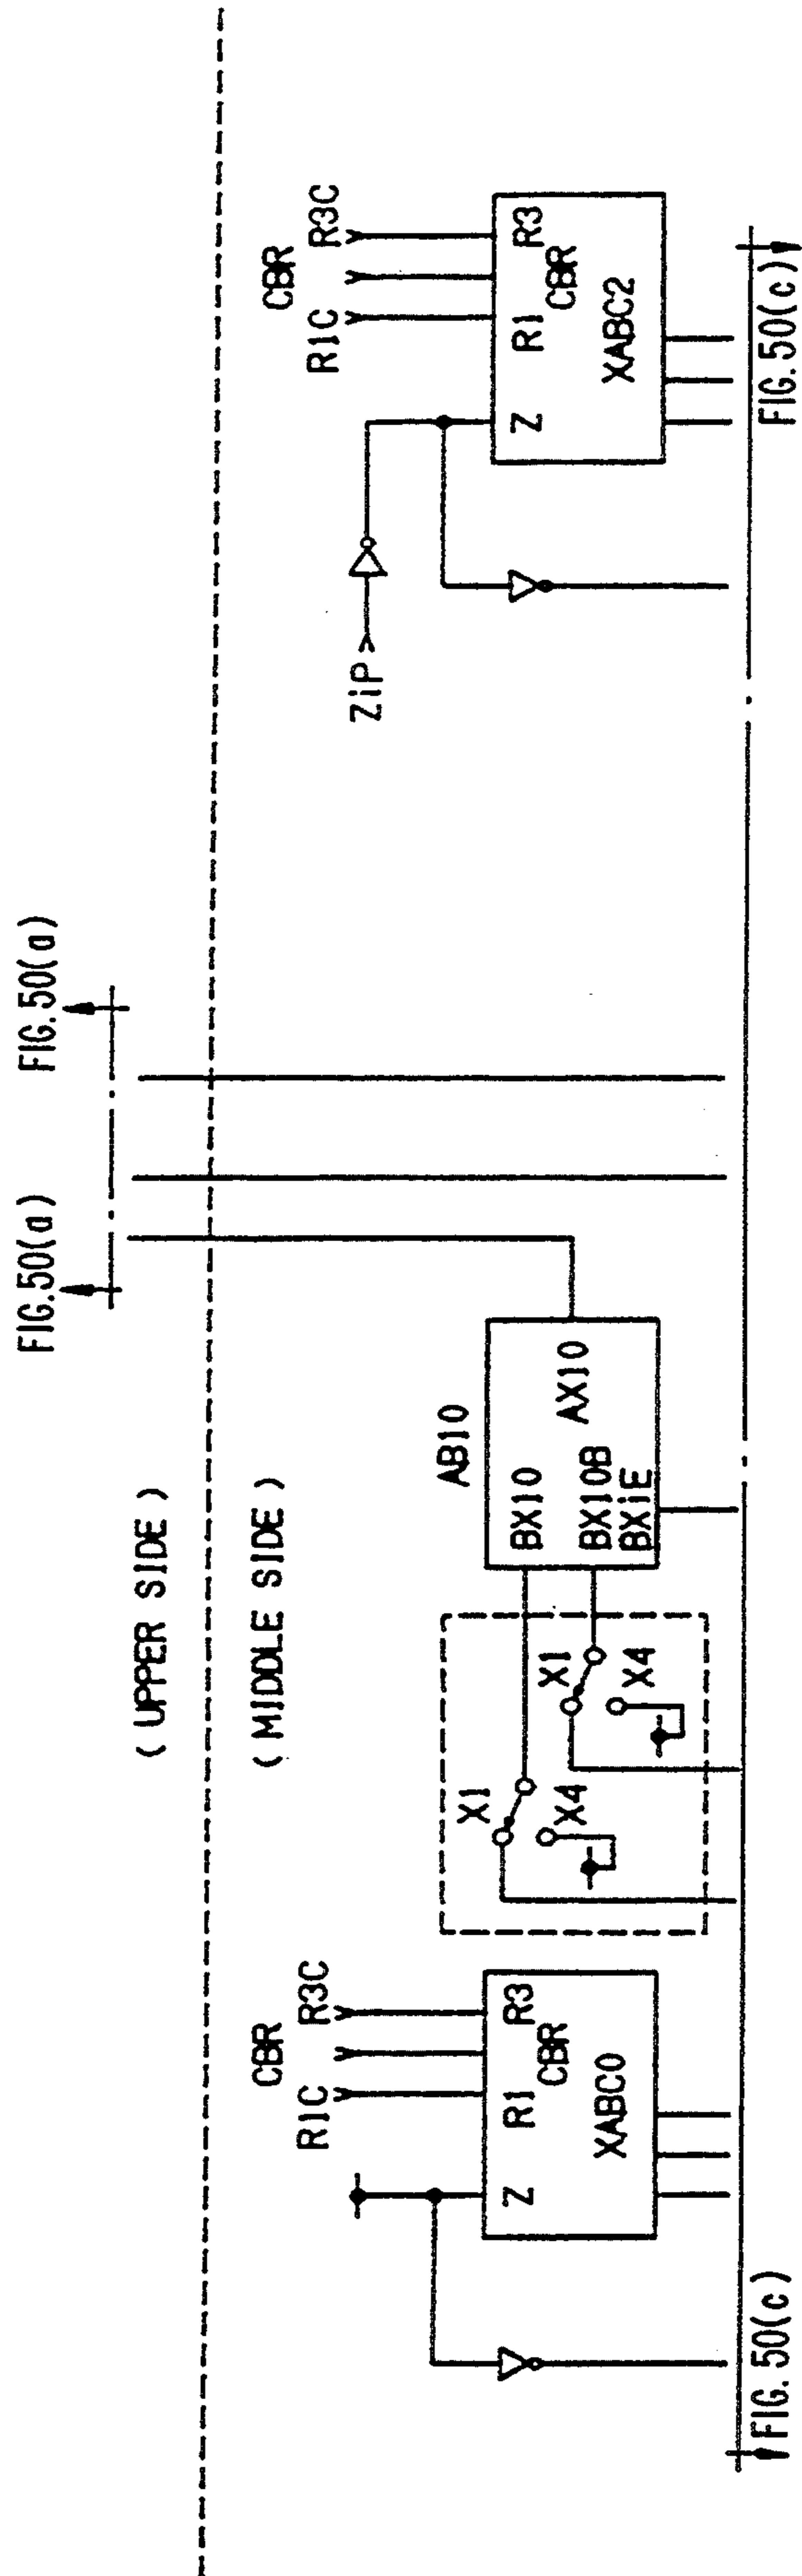 FIG. 50(a) FIG. 50(a)
( UPPER SIDE )
( MIDDLE SIDE )
CBR
R1C R3C
Z R1 R3
CBR
XABC0
X1
X4
X1
X4
AB10
BX10
AX10
BX10B
BXiE
ZiP
CBR
R1C R3C
Z R1 R3
CBR
XABC2
FIG. 50(c) FIG. 50(c)